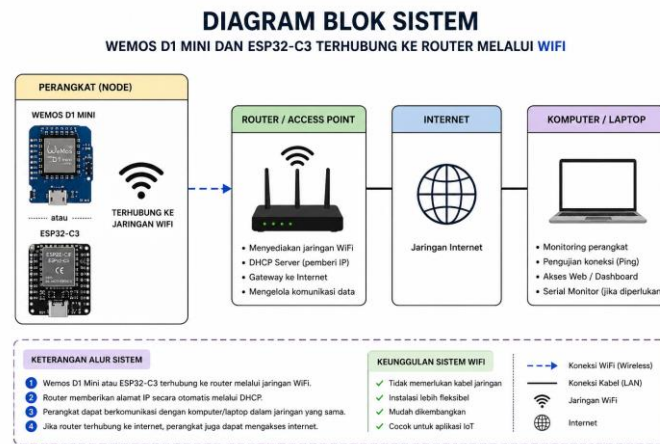 DIAGRAM BLOK SISTEM
WEMOS D1 MINI DAN ESP32-C3 TERHUBUNG KE ROUTER MELALUI WIFI
PERANGKAT (NODE)
WEMOS D1 MINI
atau
ESP32-C3
TERHUBUNG KE
JARINGAN WIFI
ROUTER / ACCESS POINT
• Menyediakan jaringan WiFi
• DHCP Server (pemberi IP)
• Gateway ke Internet
• Mengelola komunikasi data
INTERNET
Jaringan Internet
KOMPUTER / LAPTOP
• Monitoring perangkat
• Pengujian koneksi (Ping)
• Akses Web / Dashboard
• Serial Monitor (jika diperlukan
KETERANGAN ALUR SISTEM
1 Wemos D1 Mini atau ESP32-C3 terhubung ke router melalui jaringan WiFi.
2 Router memberikan alamat IP secara otomatis melalui DHCP.
3 Perangkat dapat berkomunikasi dengan komputer/laptop dalam jaringan yang sama.
4 Jika router terhubung ke internet, perangkat juga dapat mengakses internet.
KEUNGGULAN SISTEM WIFI
✓ Tidak memerlukan kabel jaringan
✓ Instalasi lebih fleksibel
✓ Mudah dikembangkan
✓ Cocok untuk aplikasi IoT
Koneksi WiFi (Wireless)
Koneksi Kabel (LAN)
Jaringan WiFi
Internet